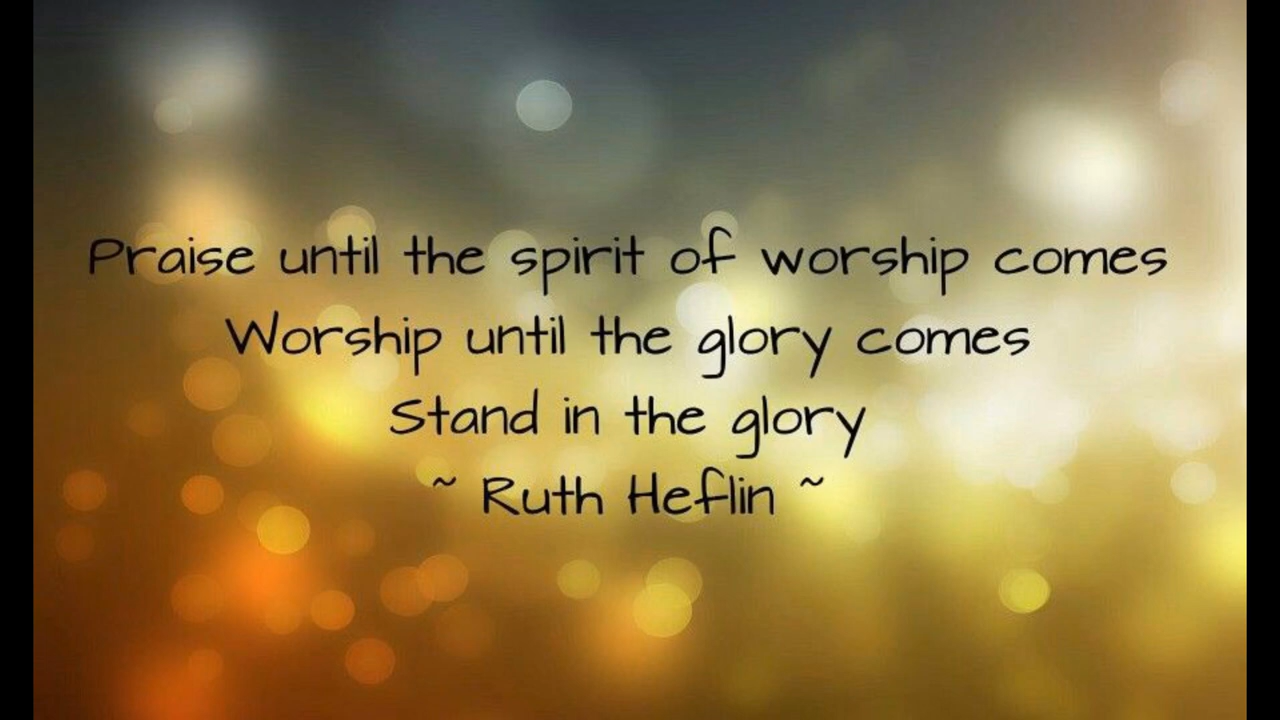 Praise until the spirit of worship comes
Worship until the glory comes
Stand in the glory
~ Ruth Heflin ~